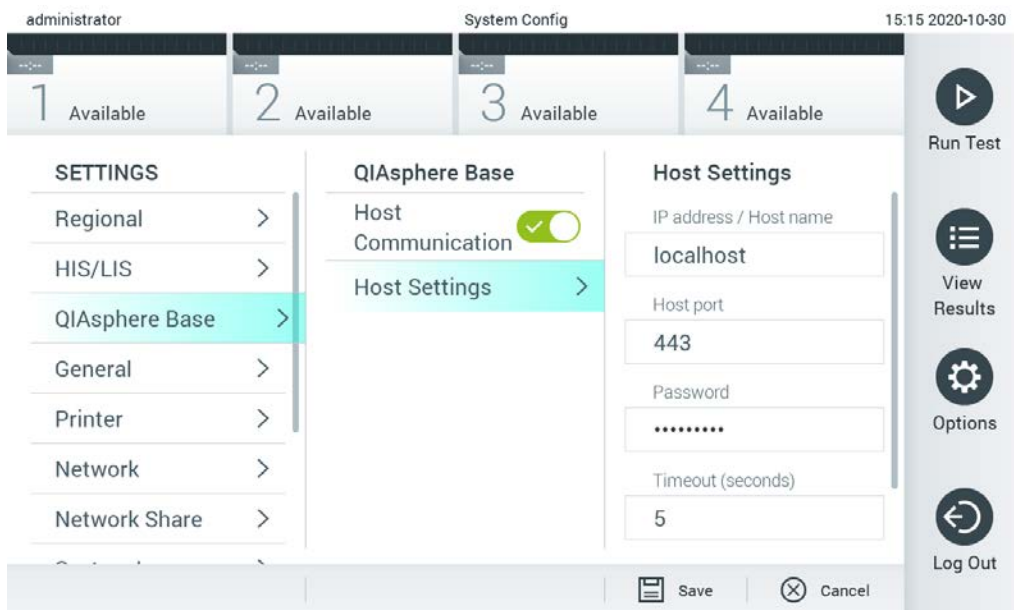 administrator
System Config
15:15 2020-10-30
--:--
--:--
--:--
--:--
1 Available
2 Available
3 Available
4 Available
SETTINGS
Regional
HIS/LIS
QIAsphere Base
General
Printer
Network
Network Share
QIAsphere Base
Host
Communication
Host Settings
Host Settings
IP address / Host name
localhost
Host port
443
Password
•••••••••
Timeout (seconds)
5
Run Test
View
Results
Options
Log Out
Save
Cancel